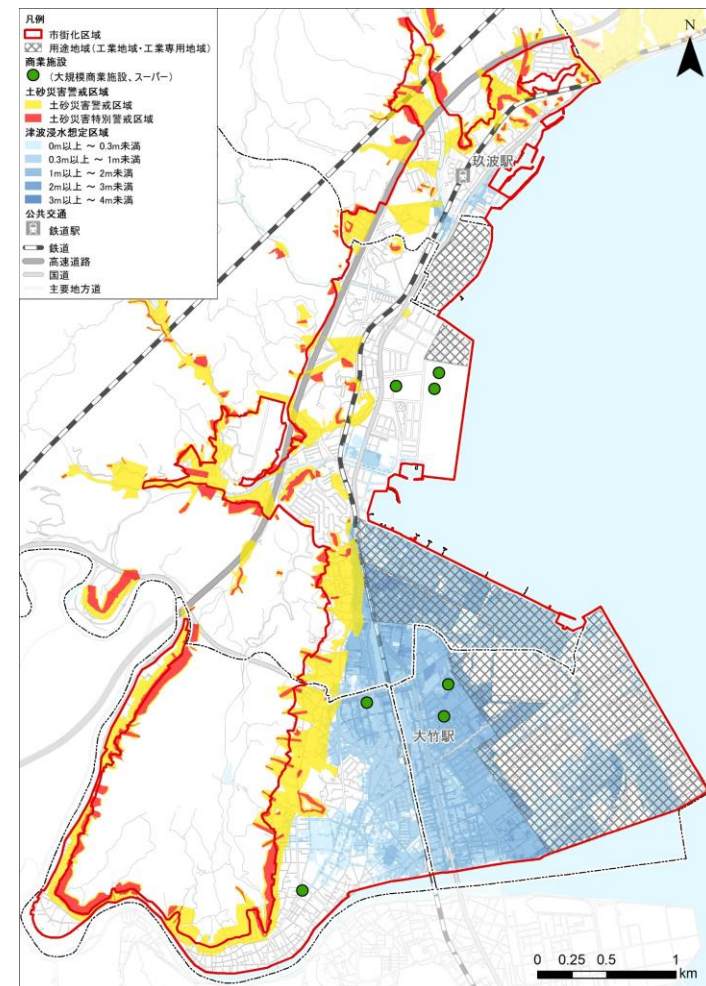 凡例
市街化区域
用途地域(工業地域・工業専用地域)
商業施設
(大規模商業施設、スーパー)
土砂災害警戒区域
土砂災害警戒区域
土砂災害特別警戒区域
津波浸水想定区域
0m以上 ～ 0.3m未満
0.3m以上 ～ 1m未満
1m以上 ～ 2m未満
2m以上 ～ 3m未満
3m以上 ～ 4m未満
公共交通
鉄道駅
鉄道
高速道路
国道
主要地方道
N
玖波駅
大竹駅
0 0.25 0.5 1
km